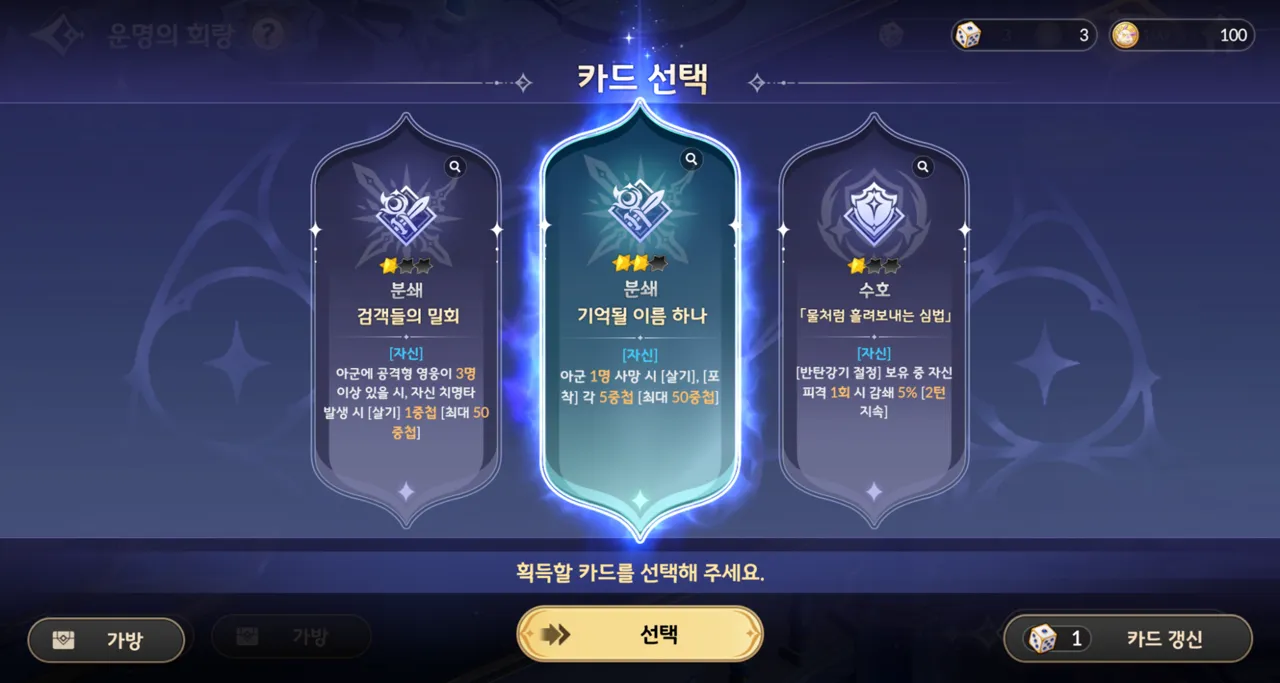 운명의 회랑 ?
3
100
카드 선택
분쇄
검객들의 밀회
[자신]
아군에 공격형 영웅이 3명
이상 있을 시, 자신 치명타
발생 시 [살기] 1중첩 [최대 50
중첩]
분쇄
기억될 이름 하나
[자신]
아군 1명 사망 시 [살기], [포
착] 각 5중첩 [최대 50중첩]
수호
「물처럼 흘려보내는 심법」
[자신]
[반탄강기 절정] 보유 중 자신
피격 1회 시 감쇄 5% [2턴
지속]
획득할 카드를 선택해 주세요.
가방
가방
선택
1
카드 갱신